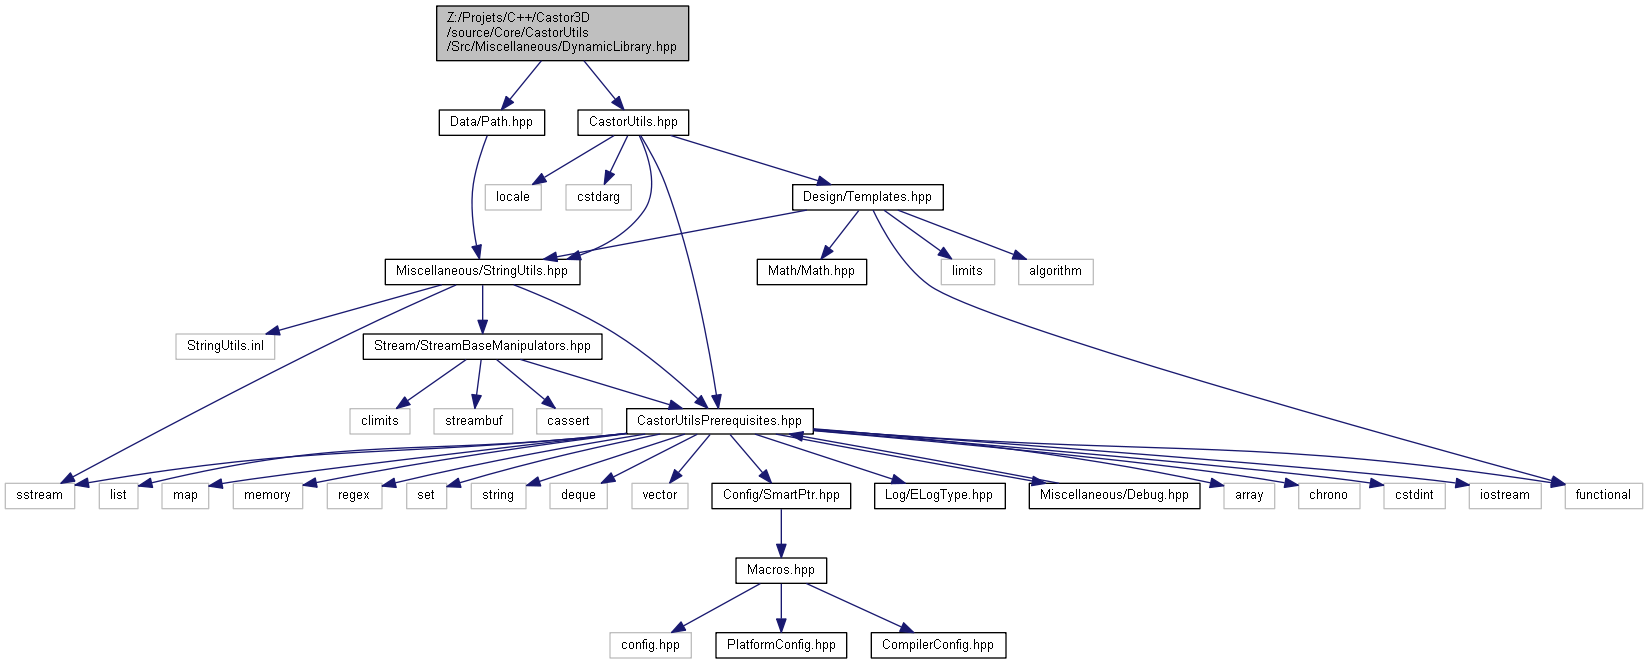 Z:/Projets/C++/Castor3D
/source/Core/CastorUtils
/Src/Miscellaneous/DynamicLibrary.hpp
Data/Path.hpp
CastorUtils.hpp
locale
cstdarg
Design/Templates.hpp
Miscellaneous/StringUtils.hpp
Math/Math.hpp
limits
algorithm
StringUtils.inl
Stream/StreamBaseManipulators.hpp
climits
streambuf
cassert
CastorUtilsPrerequisites.hpp
sstream
list
map
memory
regex
set
string
deque
vector
Config/SmartPtr.hpp
Log/ELogType.hpp
Miscellaneous/Debug.hpp
array
chrono
cstdint
iostream
functional
Macros.hpp
config.hpp
PlatformConfig.hpp
CompilerConfig.hpp